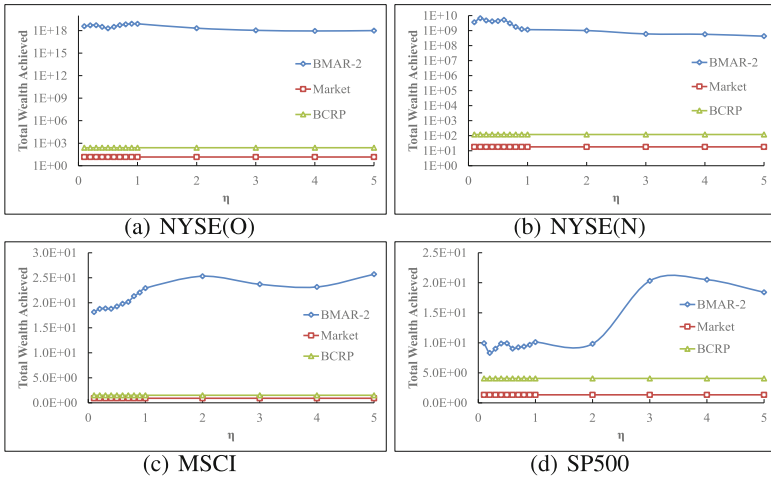 Total Wealth Achieved
1E+18
1E+15
1E+12
1E+09
1E+06
1E+03
1E+00
0 1 2 3 4 5
η
BMAR-2
Market
BCRP
(a) NYSE(O)
Total Wealth Achieved
1E+10
1E+09
1E+08
1E+07
1E+06
1E+05
1E+04
1E+03
1E+02
1E+01
1E+00
0 1 2 3 4 5
η
BMAR-2
Market
BCRP
(b) NYSE(N)
Total Wealth Achieved
3.0E+01
2.5E+01
2.0E+01
1.5E+01
1.0E+01
5.0E+00
0.0E+00
0 1 2 3 4 5
η
BMAR-2
Market
BCRP
(c) MSCI
Total Wealth Achieved
2.5E+01
2.0E+01
1.5E+01
1.0E+01
5.0E+00
0.0E+00
0 1 2 3 4 5
η
BMAR-2
Market
BCRP
(d) SP500